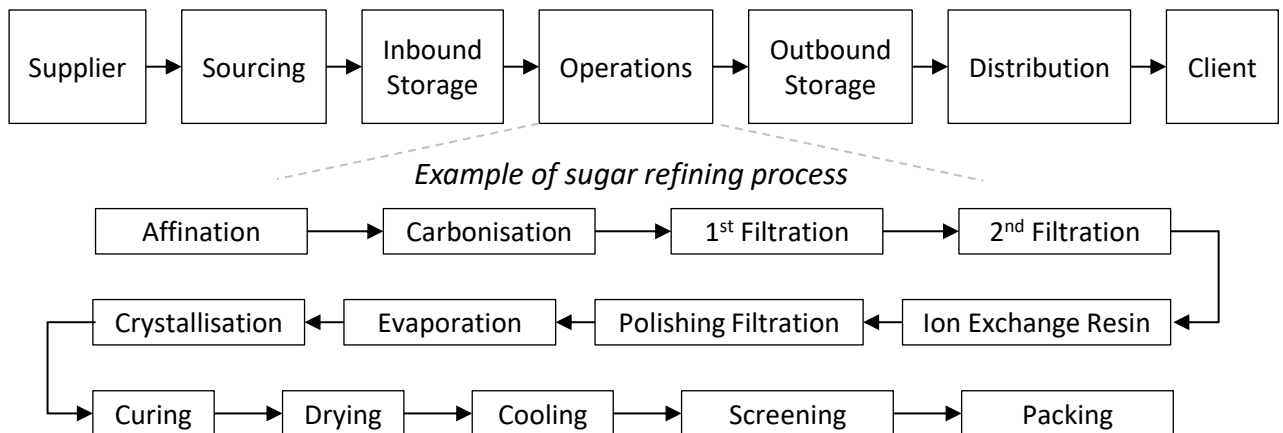 Supplier
Sourcing
Inbound
Storage
Operations
Outbound
Storage
Distribution
Client
Example of sugar refining process
Affination
Carbonisation
1st Filtration
2nd Filtration
Crystallisation
Evaporation
Polishing Filtration
Ion Exchange Resin
Curing
Drying
Cooling
Screening
Packing